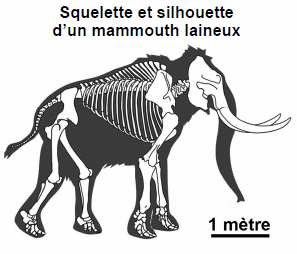 Squelette et silhouette
d'un mammouth laineux
1 mètre